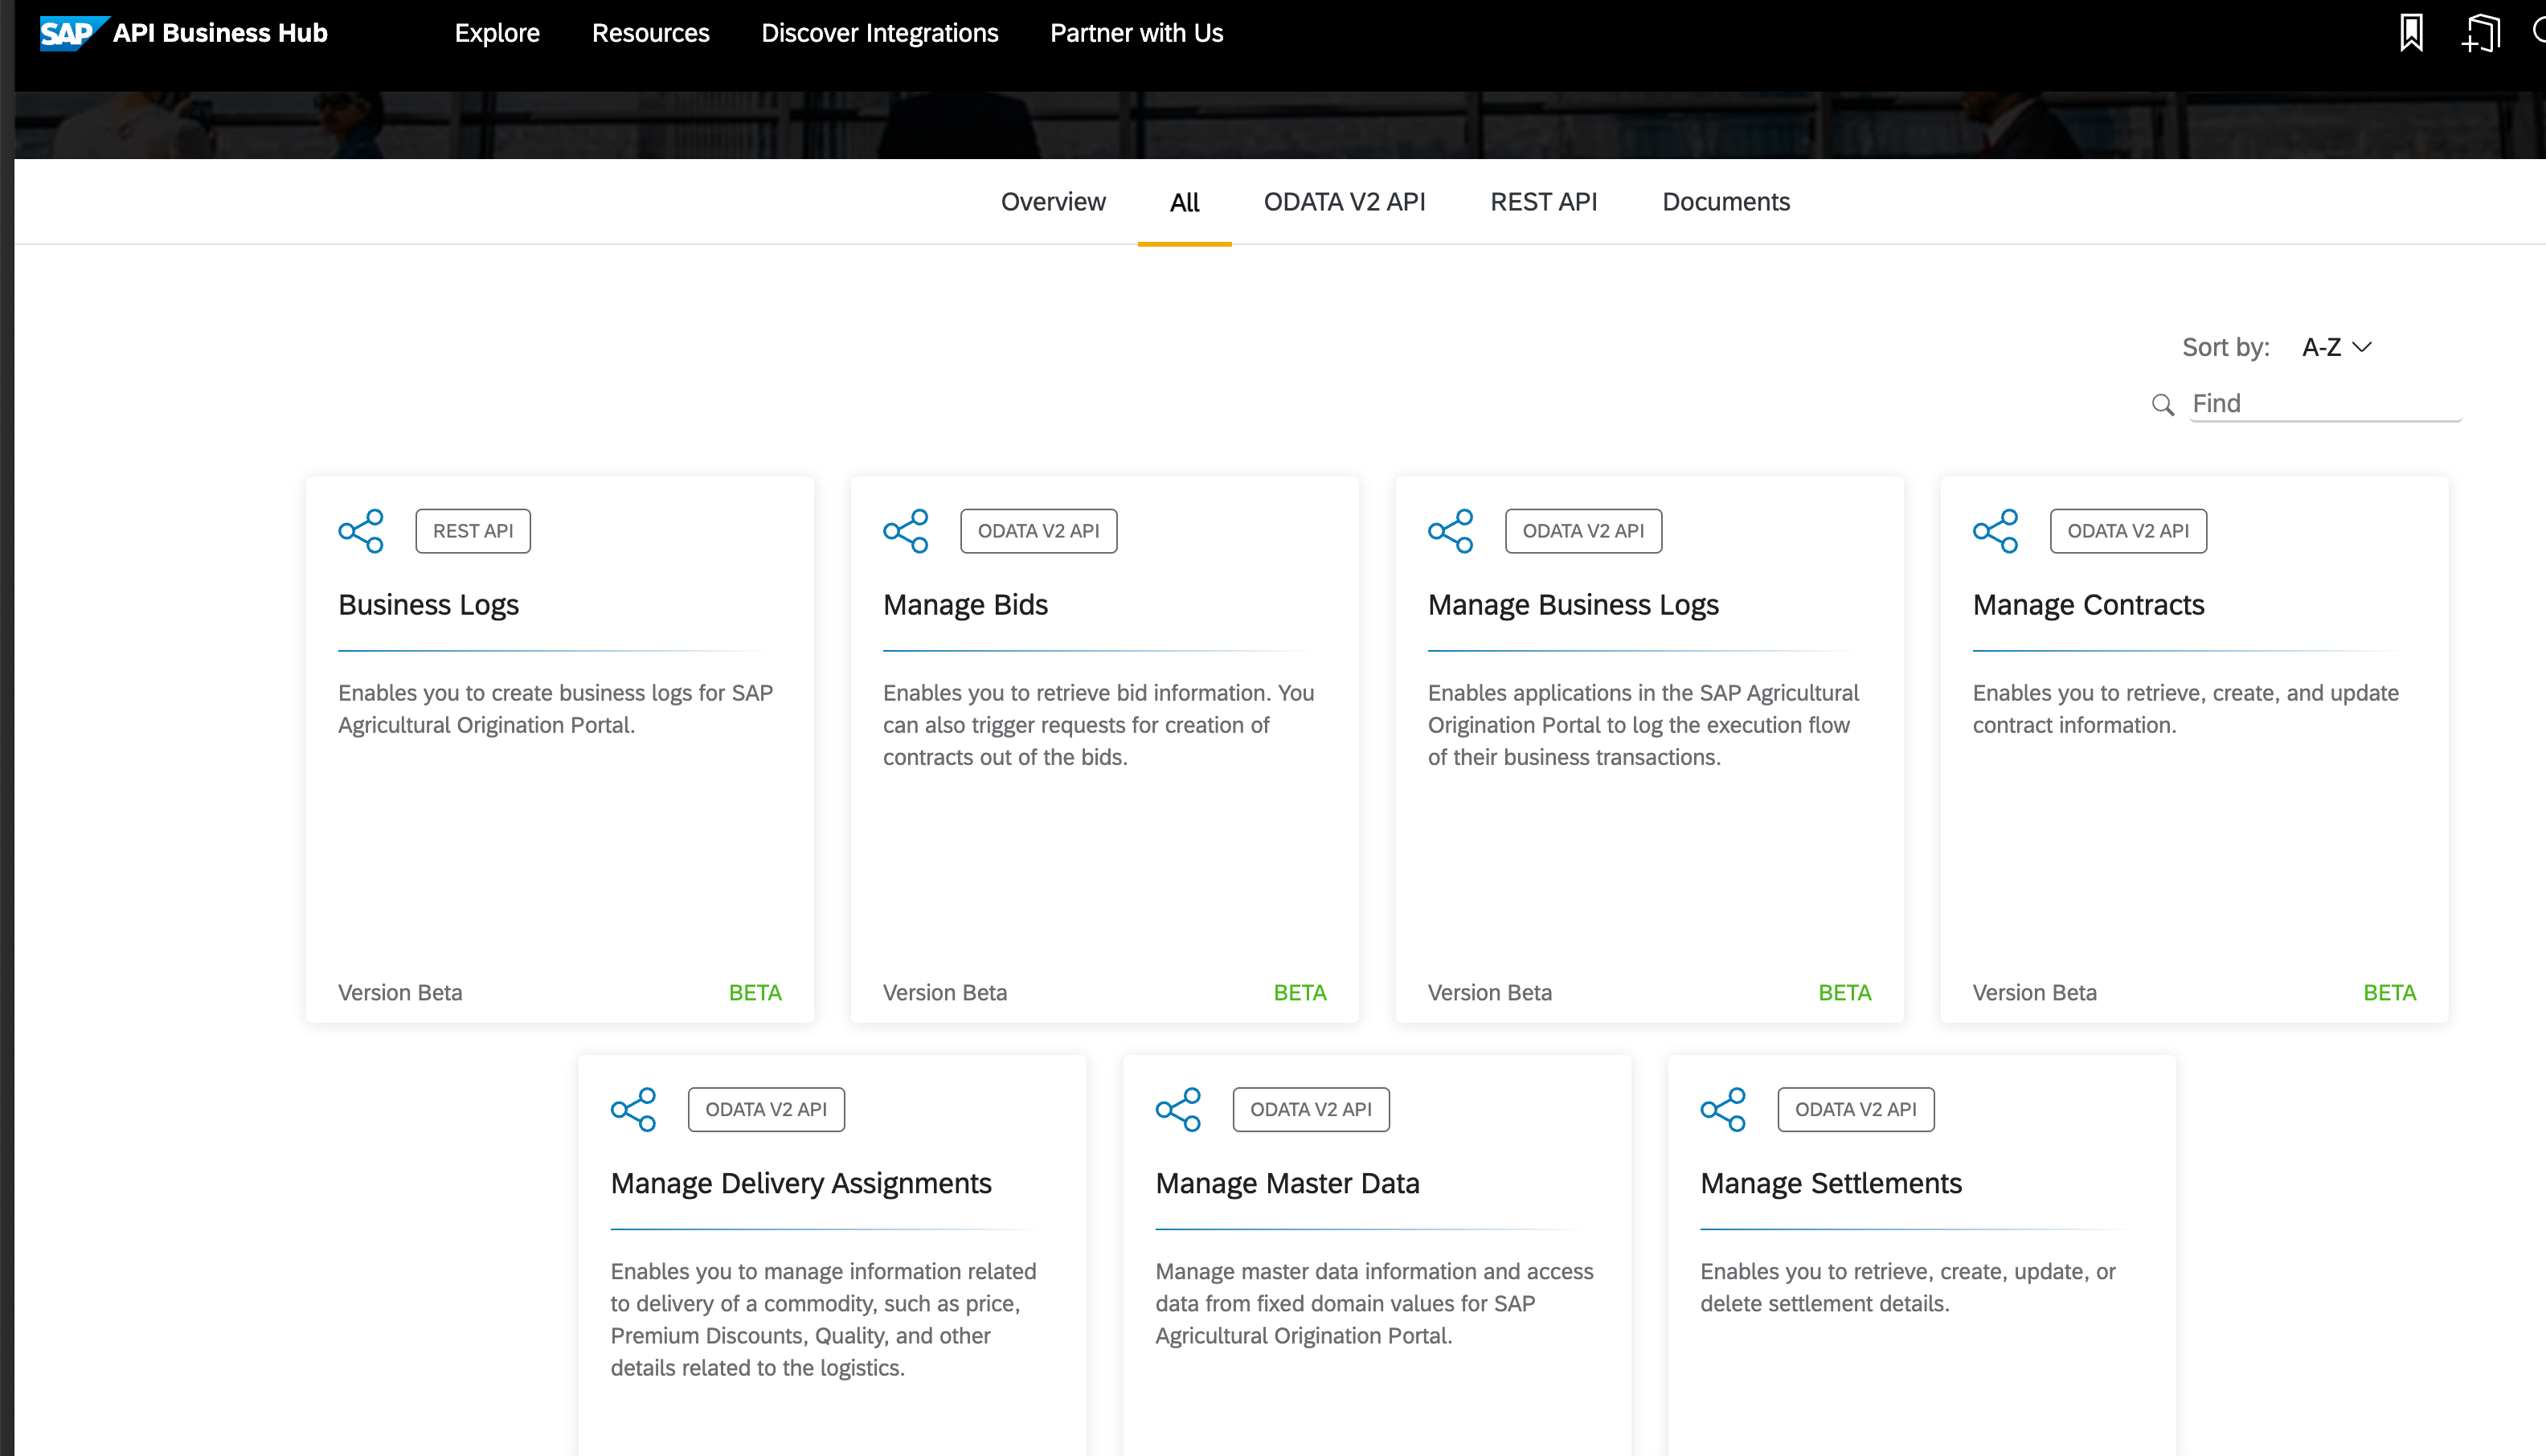 SAP API Business Hub Explore Resources Discover Integrations Partner with Us
Overview All ODATA V2 API REST API Documents
Sort by: A-Z
Find
REST API
Business Logs
Enables you to create business logs for SAP
Agricultural Origination Portal.
Version Beta BETA
ODATA V2 API
Manage Bids
Enables you to retrieve bid information. You
can also trigger requests for creation of
contracts out of the bids.
Version Beta BETA
ODATA V2 API
Manage Business Logs
Enables applications in the SAP Agricultural
Origination Portal to log the execution flow
of their business transactions.
Version Beta BETA
ODATA V2 API
Manage Contracts
Enables you to retrieve, create, and update
contract information.
Version Beta BETA
ODATA V2 API
Manage Delivery Assignments
Enables you to manage information related
to delivery of a commodity, such as price,
Premium Discounts, Quality, and other
details related to the logistics.
ODATA V2 API
Manage Master Data
Manage master data information and access
data from fixed domain values for SAP
Agricultural Origination Portal.
ODATA V2 API
Manage Settlements
Enables you to retrieve, create, update, or
delete settlement details.